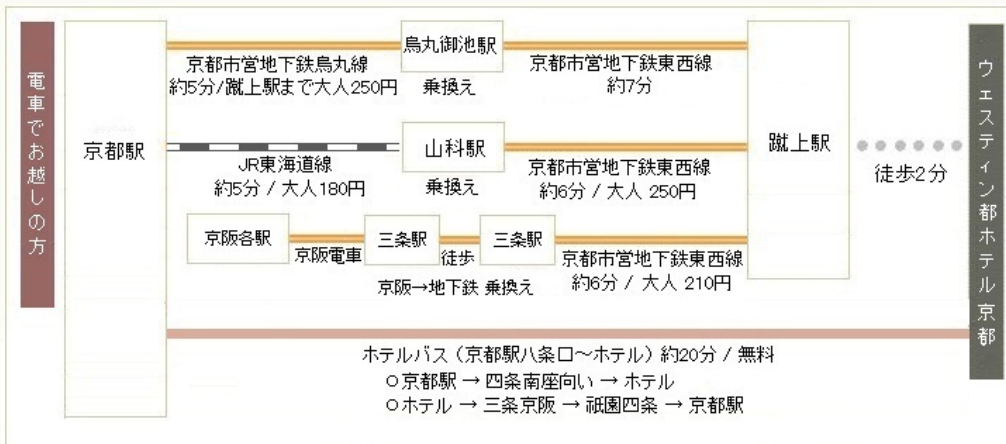 電車でお越しの方
京都駅
京都市営地下鉄烏丸線
約5分/蹴上駅まで大人250円
烏丸御池駅
乗換え
京都市営地下鉄東西線
約7分
JR東海道線
約5分 / 大人180円
山科駅
乗換え
京都市営地下鉄東西線
約6分 / 大人 250円
京阪各駅
京阪電車
三条駅
徒歩
三条駅
京阪→地下鉄 乗換え
京都市営地下鉄東西線
約6分 / 大人 210円
蹴上駅
徒歩2分
ウェスティン都ホテル京都
ホテルバス（京都駅八条口～ホテル）約20分 / 無料
○京都駅 → 四条南座向い → ホテル
○ホテル → 三条京阪 → 祇園四条 → 京都駅